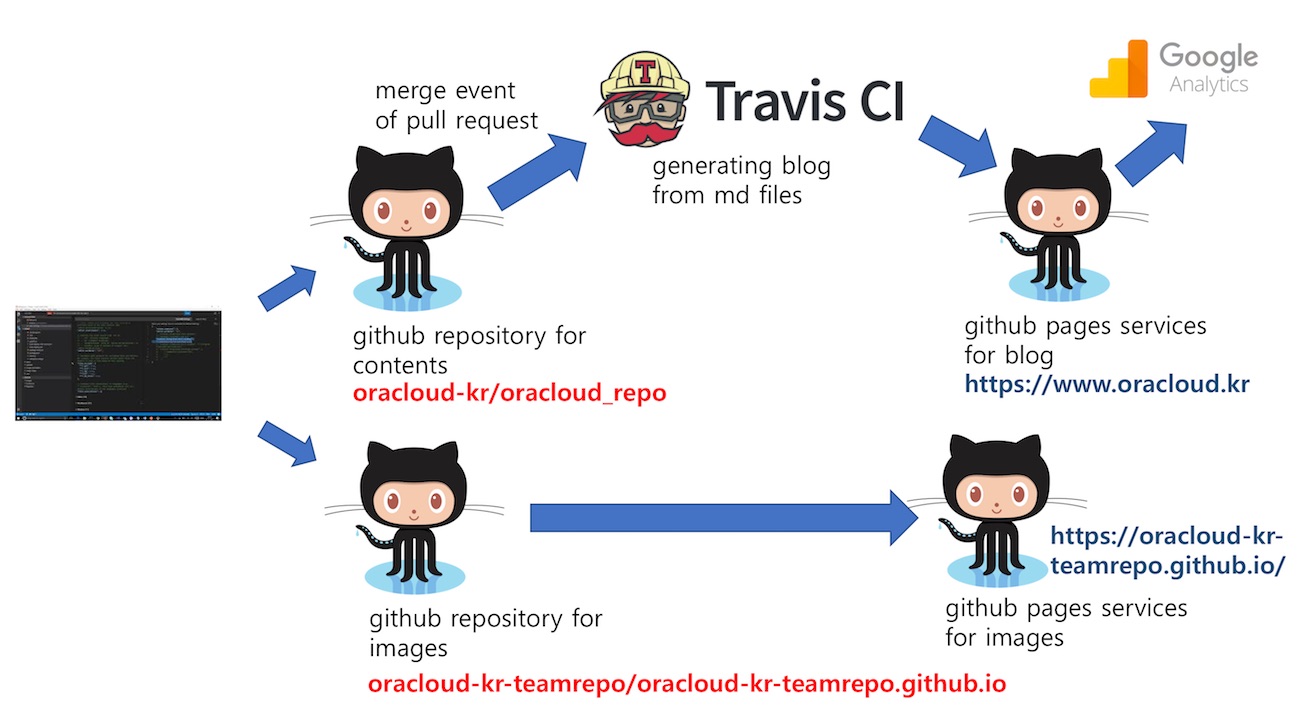 Google
Analytics
merge event
of pull request
T
Travis CI
generating blog
from md files
github repository for
contents
oracloud-kr/oracloud_repo
github pages services
for blog
https://www.oracloud.kr
https://oracloud-kr-
teamrepo.github.io/
github repository for
images
github pages services
for images
oracloud-kr-teamrepo/oracloud-kr-teamrepo.github.io